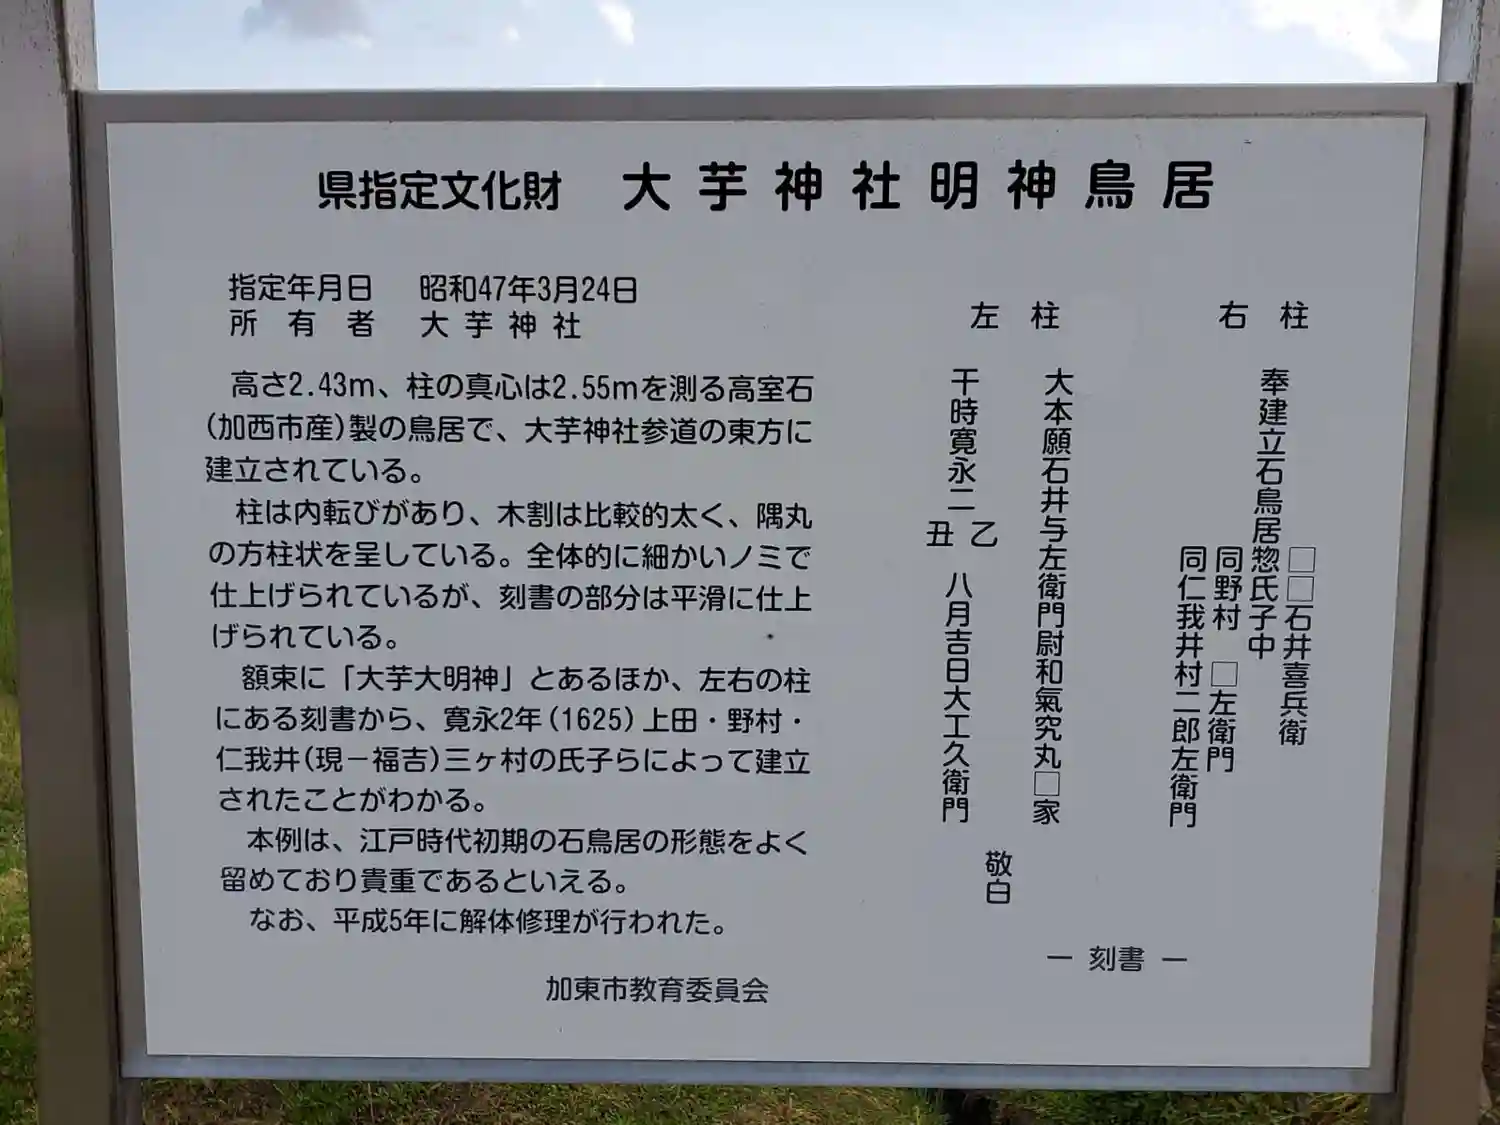 県指定文化財　大芋神社明神鳥居
指定年月日　昭和47年3月24日
所有者　大芋神社
高さ2.43m、柱の真心は2.55mを測る高室石
(加西市産)製の鳥居で、大芋神社参道の東方に
建立されている。
柱は内転びがあり、木割は比較的太く、隅丸
の方柱状を呈している。全体的に細かいノミで
仕上げられているが、刻書の部分は平滑に仕上
げられている。
額束に「大芋大明神」とあるほか、左右の柱
にある刻書から、寛永2年(1625)上田・野村・
仁我井(現－福吉)三ヶ村の氏子らによって建立
されたことがわかる。
本例は、江戸時代初期の石鳥居の形態をよく
留めており貴重であるといえる。
なお、平成5年に解体修理が行われた。
加東市教育委員会
右柱
□□石井喜兵衛
奉建立石鳥居惣氏子中
同野村　□左衛門
同仁我井村二郎左衛門
左柱
大本願石井与左衛門尉和氣究丸□家
干時寛永二乙丑八月吉日大工久衛門
敬白
― 刻書 ―